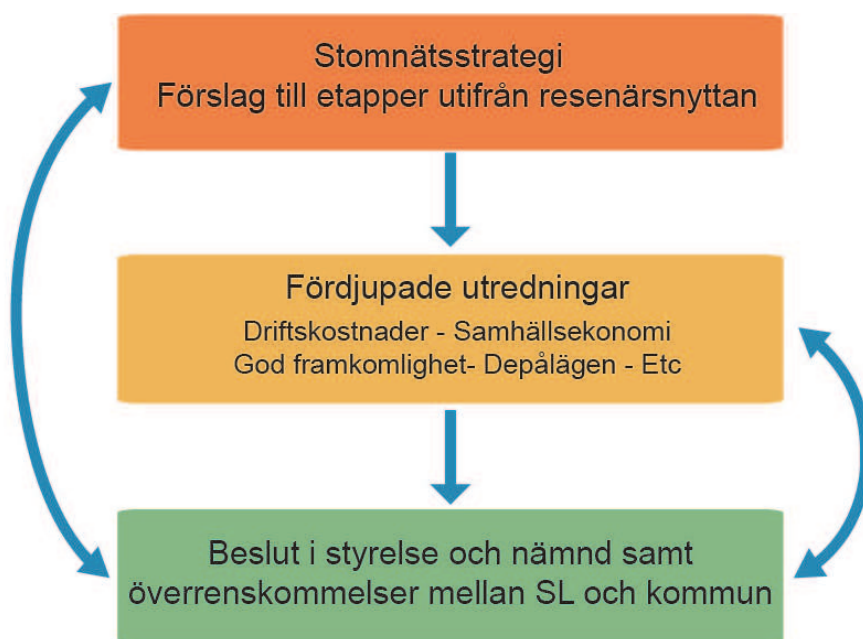 Stomnätsstrategi
Förslag till etapper utifrån resenärsnyttan
Fördjupade utredningar
Driftskostnader - Samhällsekonomi
God framkomlighet- Depålägen - Etc
Beslut i styrelse och nämnd samt
överrenskommelser mellan SL och kommun